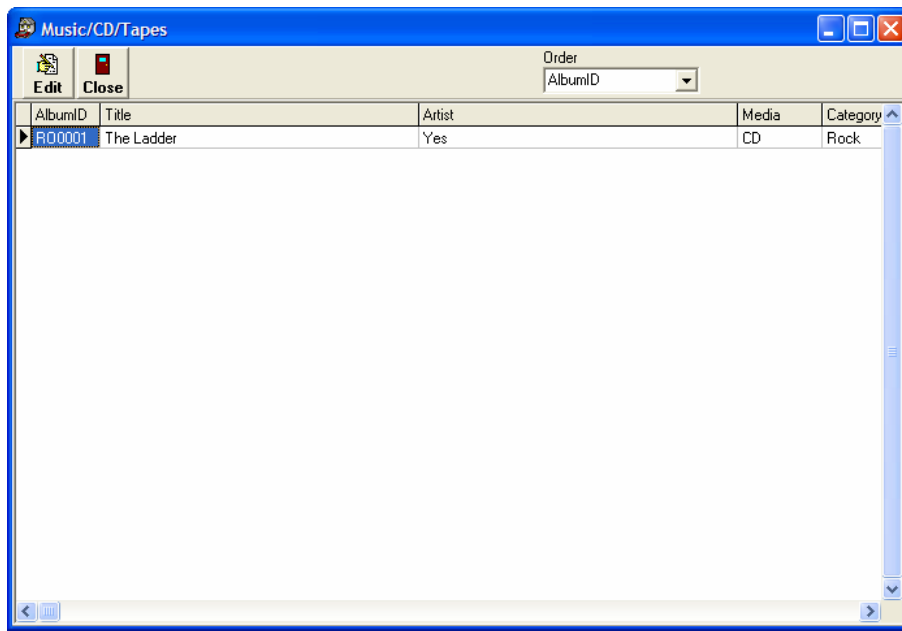 Music/CD/Tapes
Order
Edit Close AlbumID
AlbumID Title Artist Media Category
RO0001 The Ladder Yes CD Rock